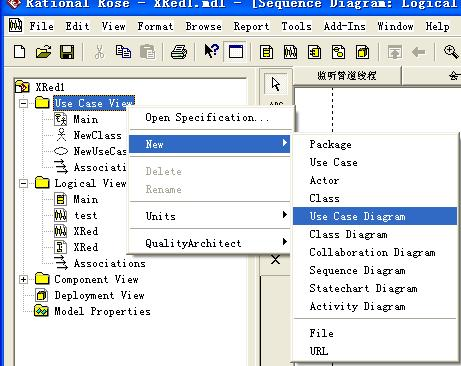 Rational Rose - XRed1.mdl - [Sequence Diagram: Logical
File Edit View Format Browse Report Query Tools Add-Ins Window Help
监听管道线程
XRed1
Use Case View
Main
NewClass
NewUseCas
Associati
Logical View
Main
test
XRed
XRed
Associations
Component View
Deployment View
Model Properties
Open Specification...
New
Delete
Rename
Units
QualityArchitect
Package
Use Case
Actor
Class
Use Case Diagram
Class Diagram
Collaboration Diagram
Sequence Diagram
Statechart Diagram
Activity Diagram
File
URL